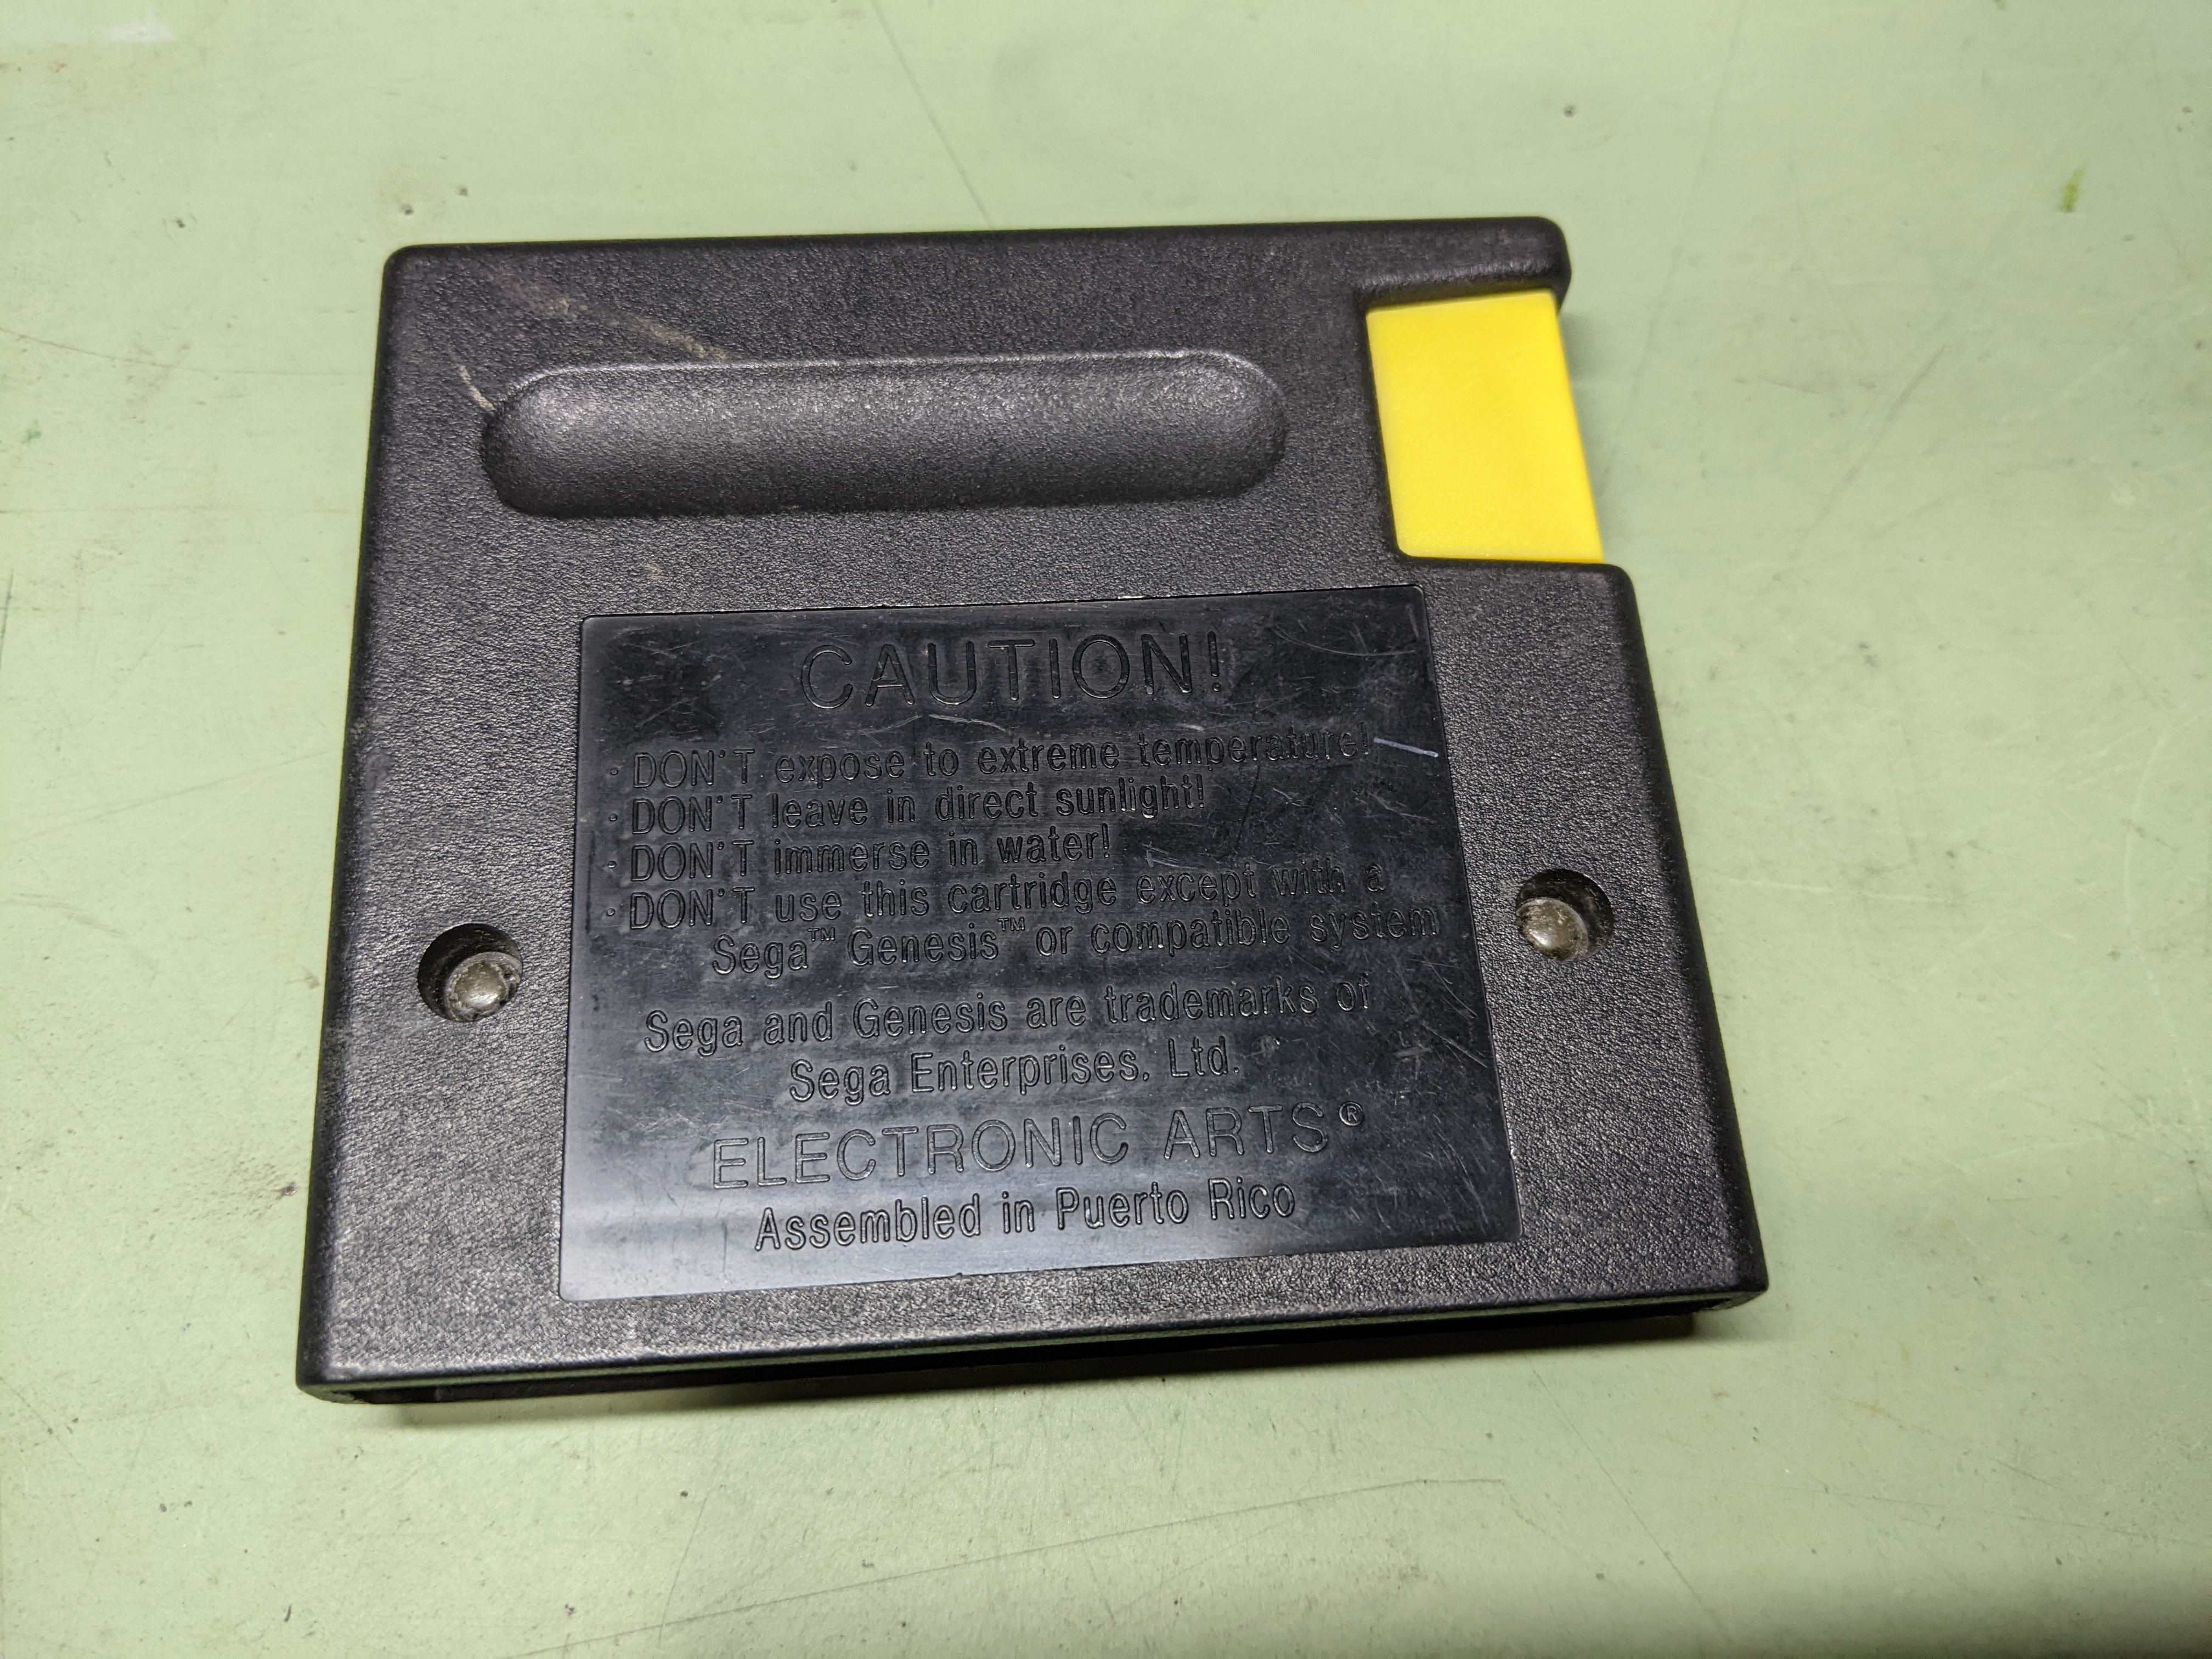 CAUTION!
· DON'T expose to extreme temperature!
· DON'T leave in direct sunlight!
· DON'T immerse in water!
· DON'T use this cartridge except with a
Sega™ Genesis™ or compatible system
Sega and Genesis are trademarks of
Sega Enterprises, Ltd.
ELECTRONIC ARTS®
Assembled in Puerto Rico